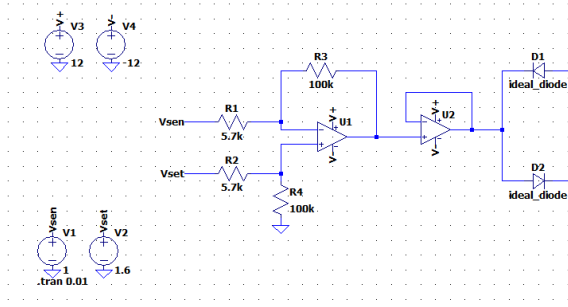 V+
V-
V3
V4
12
-12
R3
100k
D1
ideal_diode
R1
Vsen
5.7k
V+
U1
V-
V+
U2
V-
R2
Vset
5.7k
R4
100k
D2
ideal_diode
Vsen
Vset
V1
V2
1
1.6
.tran 0.01